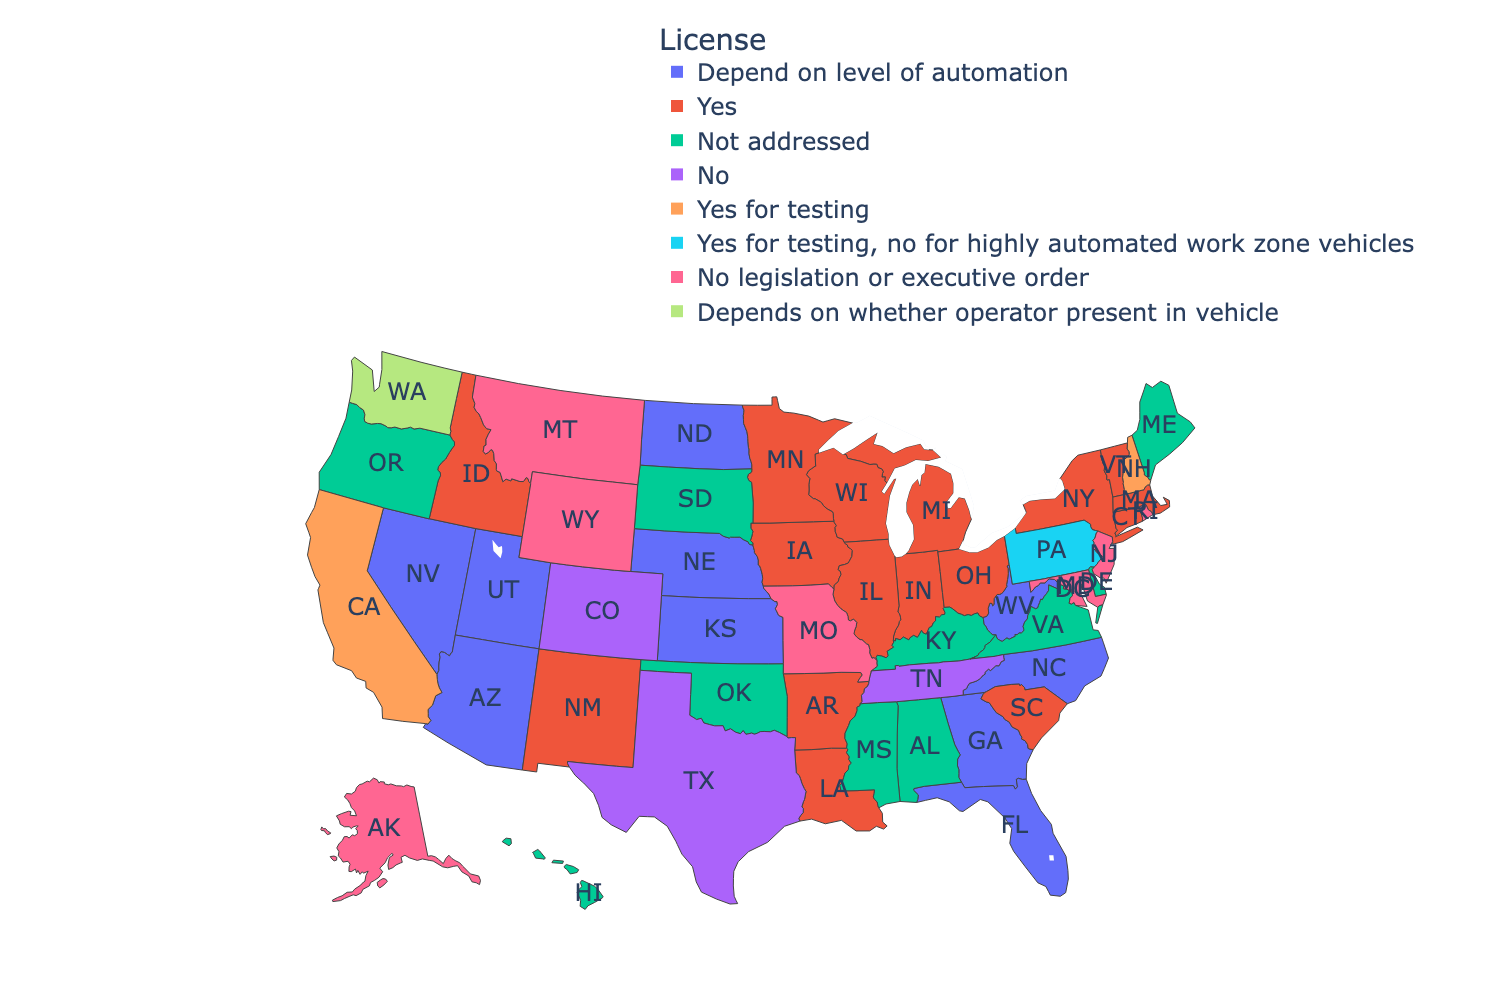 License
Depend on level of automation
Yes
Not addressed
No
Yes for testing
Yes for testing, no for highly automated work zone vehicles
No legislation or executive order
Depends on whether operator present in vehicle
WA
MT
ND
MN
ME
OR
ID
SD
WI
MI
VT
NH
NY
MA
CT
RI
WY
IA
PA
NJ
NV
UT
NE
IL
IN
OH
MD
DC
DE
CA
CO
KS
MO
KY
WV
VA
AZ
NM
OK
AR
TN
NC
SC
TX
LA
MS
AL
GA
FL
AK
HI